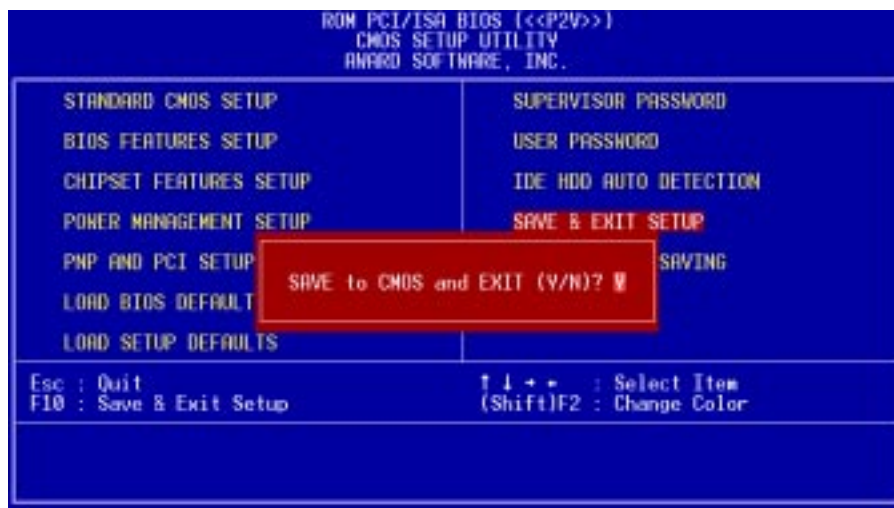 ROM PCI/ISA BIOS (<<P2V>>)
CMOS SETUP UTILITY
AWARD SOFTWARE, INC.
STANDARD CMOS SETUP
BIOS FEATURES SETUP
CHIPSET FEATURES SETUP
POWER MANAGEMENT SETUP
PNP AND PCI SETUP
LOAD BIOS DEFAULT
LOAD SETUP DEFAULTS
SUPERVISOR PASSWORD
USER PASSWORD
IDE HDD AUTO DETECTION
SAVE & EXIT SETUP
SAVING
SAVE to CMOS and EXIT (Y/N)? Y
Esc : Quit
F10 : Save & Exit Setup
↑ ↓ → ← : Select Item
(Shift)F2 : Change Color